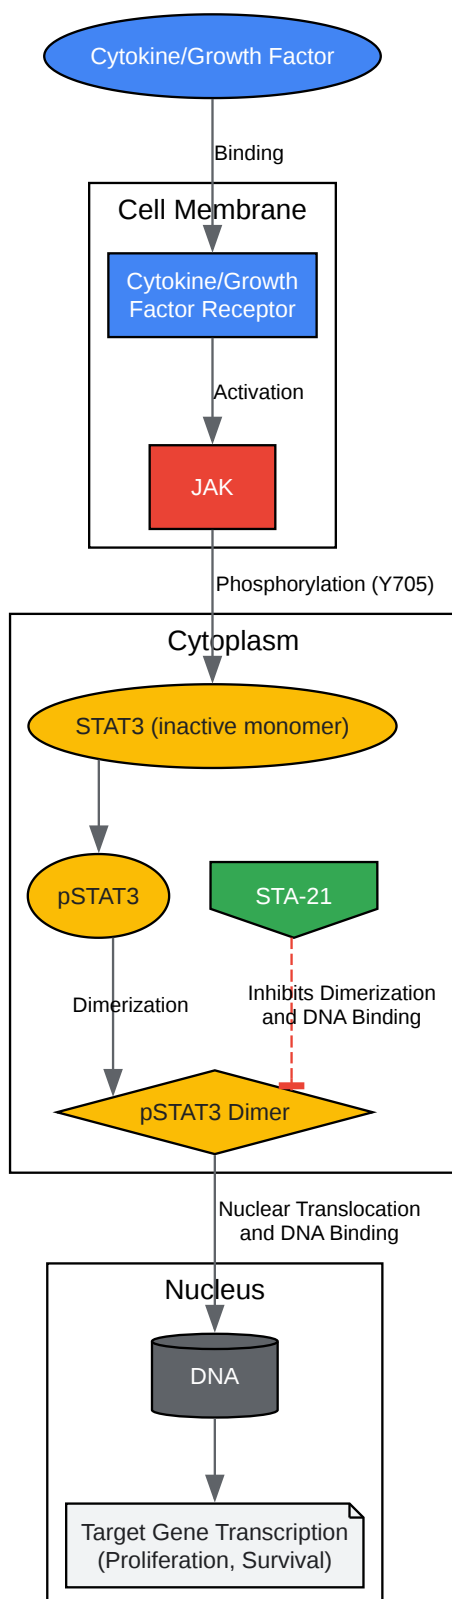 Cytokine/Growth Factor
Binding
Cell Membrane
Cytokine/Growth
Factor Receptor
Activation
JAK
Phosphorylation (Y705)
Cytoplasm
STAT3 (inactive monomer)
pSTAT3
STA-21
Dimerization
Inhibits Dimerization
and DNA Binding
pSTAT3 Dimer
Nuclear Translocation
and DNA Binding
Nucleus
DNA
Target Gene Transcription
(Proliferation, Survival)